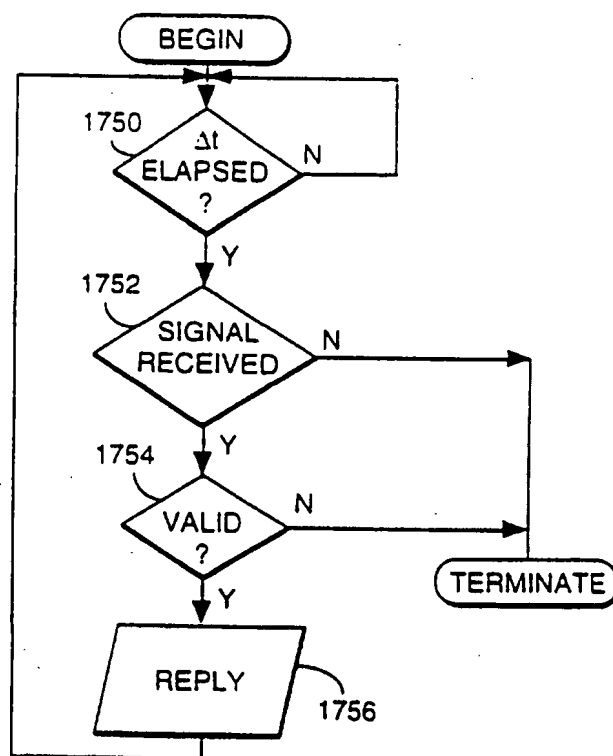 BEGIN
1750
Δt
ELAPSED
?
N
Y
1752
SIGNAL
RECEIVED
N
Y
1754
VALID
?
N
TERMINATE
Y
REPLY
1756